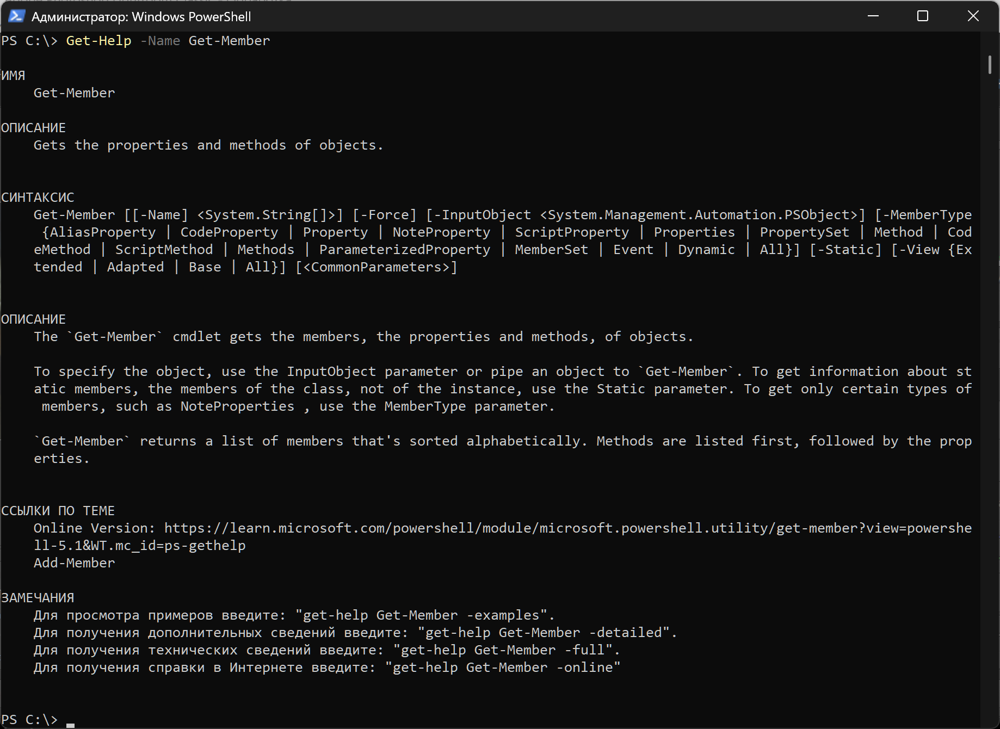 Администратор: Windows PowerShell
PS C:\> Get-Help -Name Get-Member
ИМЯ
Get-Member
ОПИСАНИЕ
Gets the properties and methods of objects.
СИНТАКСИС
Get-Member [[-Name] <System.String[]>] [-Force] [-InputObject <System.Management.Automation.PSObject>] [-MemberType
{AliasProperty | CodeProperty | Property | NoteProperty | ScriptProperty | Properties | PropertySet | Method | Cod
eMethod | ScriptMethod | Methods | ParameterizedProperty | MemberSet | Event | Dynamic | All}] [-Static] [-View {Ex
tended | Adapted | Base | All}] [<CommonParameters>]
ОПИСАНИЕ
The `Get-Member` cmdlet gets the members, the properties and methods, of objects.
To specify the object, use the InputObject parameter or pipe an object to `Get-Member`. To get information about st
atic members, the members of the class, not of the instance, use the Static parameter. To get only certain types of
members, such as NoteProperties , use the MemberType parameter.
`Get-Member` returns a list of members that's sorted alphabetically. Methods are listed first, followed by the prop
erties.
ССЫЛКИ ПО ТЕМЕ
Online Version: https://learn.microsoft.com/powershell/module/microsoft.powershell.utility/get-member?view=powershe
ll-5.1&WT.mc_id=ps-gethelp
Add-Member
ЗАМЕЧАНИЯ
Для просмотра примеров введите: "get-help Get-Member -examples".
Для получения дополнительных сведений введите: "get-help Get-Member -detailed".
Для получения технических сведений введите: "get-help Get-Member -full".
Для получения справки в Интернете введите: "get-help Get-Member -online"
PS C:\>